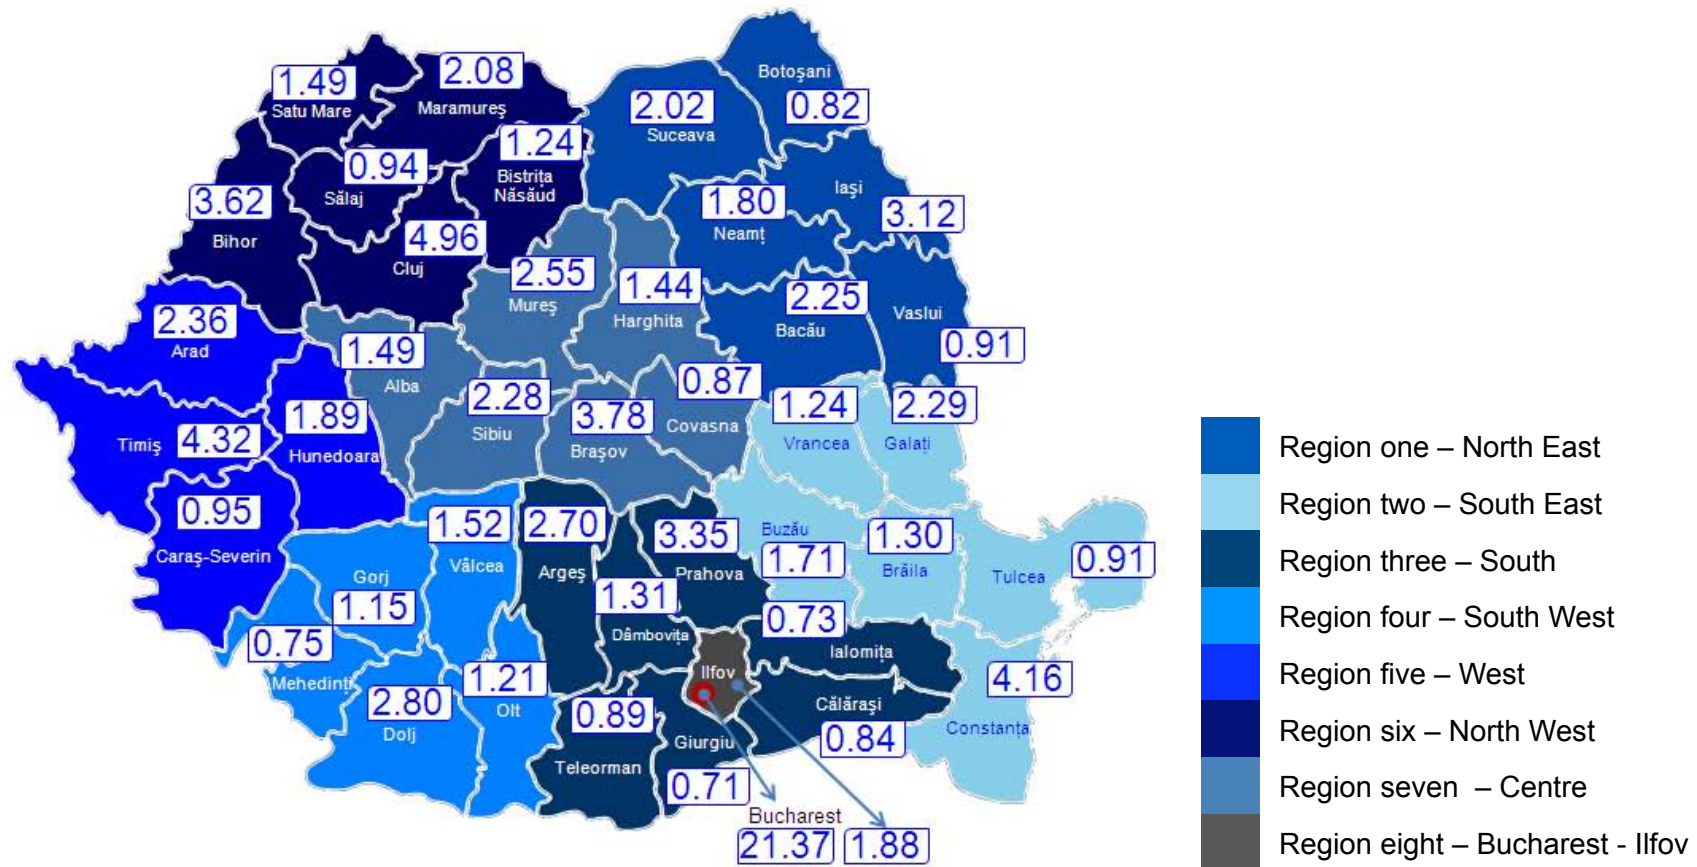 Botoşani
0.82
2.08
Maramureş
1.49
Satu Mare
2.02
Suceava
1.24
Bistriţa
Năsăud
0.94
Sălaj
Iaşi
3.12
1.80
Neamţ
3.62
Bihor
4.96
Cluj
2.55
Mureş
1.44
Harghita
2.25
Bacău
Vaslui
0.91
2.36
Arad
1.49
Alba
2.28
Sibiu
3.78
Braşov
0.87
Covasna
1.24
Vrancea
2.29
Galaţi
Timiş
4.32
1.89
Hunedoara
0.95
Caraş-Severin
1.52
Vâlcea
2.70
Argeş
3.35
Prahova
Buzău
1.71
1.30
Brăila
Tulcea
0.91
Gorj
1.15
0.75
Mehedinţi
1.31
Dâmboviţa
0.73
Ialomiţa
Ilfov
2.80
Dolj
1.21
Olt
0.89
Teleorman
Giurgiu
0.71
Călăraşi
0.84
4.16
Constanţa
Bucharest
21.37
1.88
Region one – North East
Region two – South East
Region three – South
Region four – South West
Region five – West
Region six – North West
Region seven – Centre
Region eight – Bucharest - Ilfov